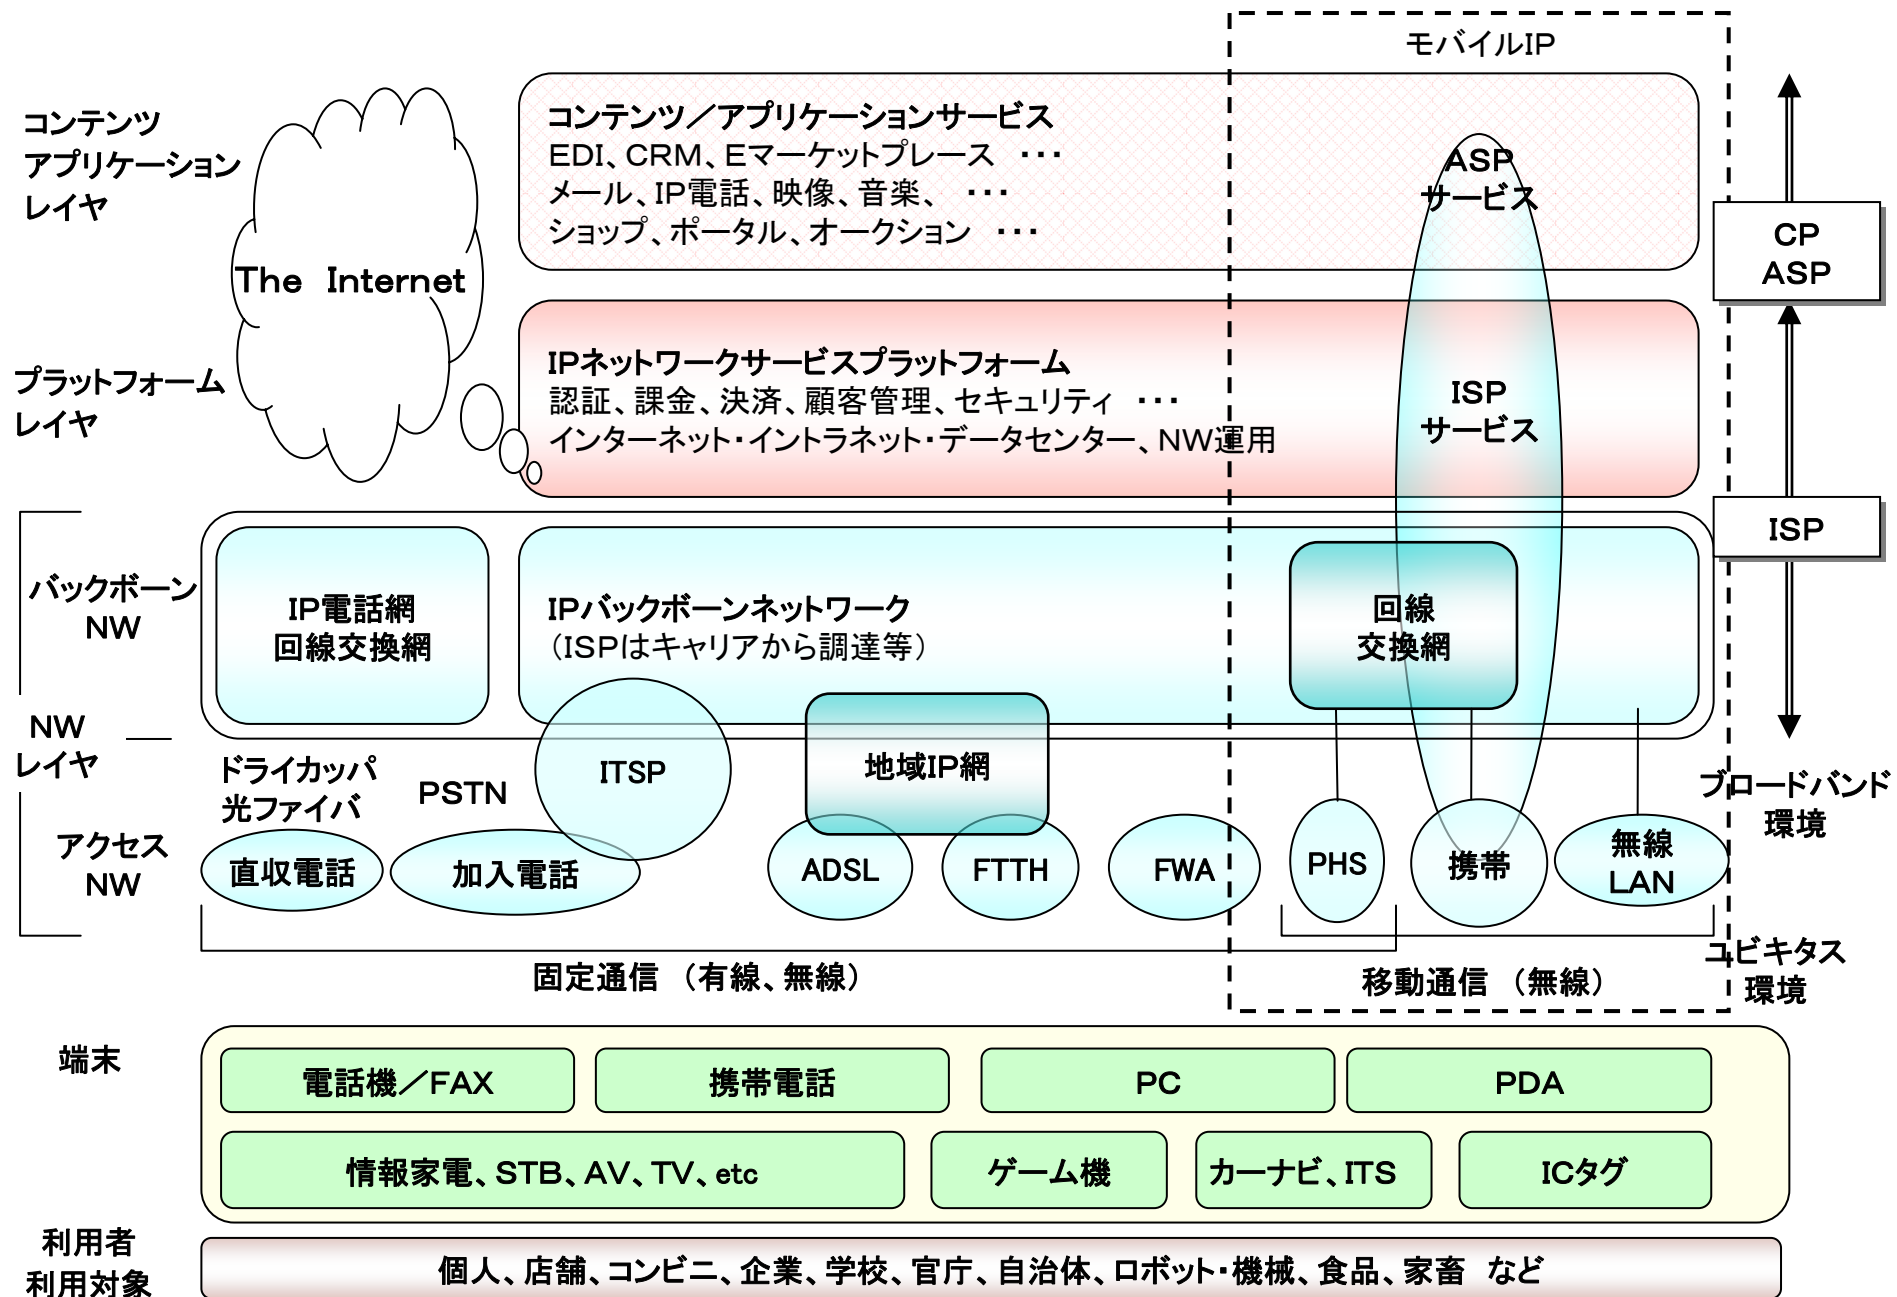 モバイルIP
コンテンツ
アプリケーション
レイヤ
The Internet
コンテンツ／アプリケーションサービス
EDI、CRM、Eマーケットプレース ・・・
メール、IP電話、映像、音楽、 ・・・
ショップ、ポータル、オークション ・・・
ASP
サービス
CP
ASP
プラットフォーム
レイヤ
IPネットワークサービスプラットフォーム
認証、課金、決済、顧客管理、セキュリティ ・・・
インターネット・イントラネット・データセンター、NW運用
ISP
サービス
ISP
バックボーン
NW
IP電話網
回線交換網
IPバックボーンネットワーク
（ISPはキャリアから調達等）
回線
交換網
NW
レイヤ
ドライカッパ
光ファイバ
PSTN
ITSP
地域IP網
ブロードバンド
環境
アクセス
NW
直収電話
加入電話
ADSL
FTTH
FWA
PHS
携帯
無線
LAN
固定通信 （有線、無線）
移動通信 （無線）
ユビキタス
環境
端末
電話機／FAX
携帯電話
PC
PDA
情報家電、STB、AV、TV、etc
ゲーム機
カーナビ、ITS
ICタグ
利用者
利用対象
個人、店舗、コンビニ、企業、学校、官庁、自治体、ロボット・機械、食品、家畜 など